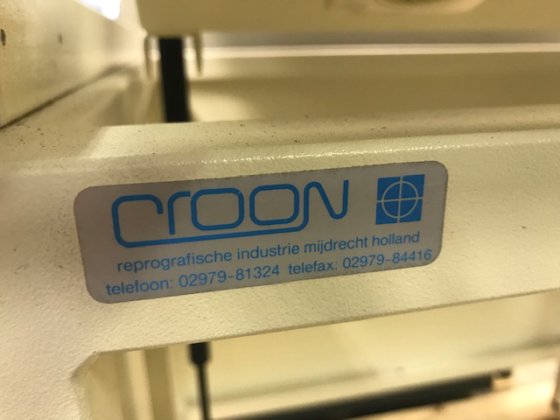 croon
reprografische industrie mijdrecht holland
telefoon: 02979-81324 telefax: 02979-84416